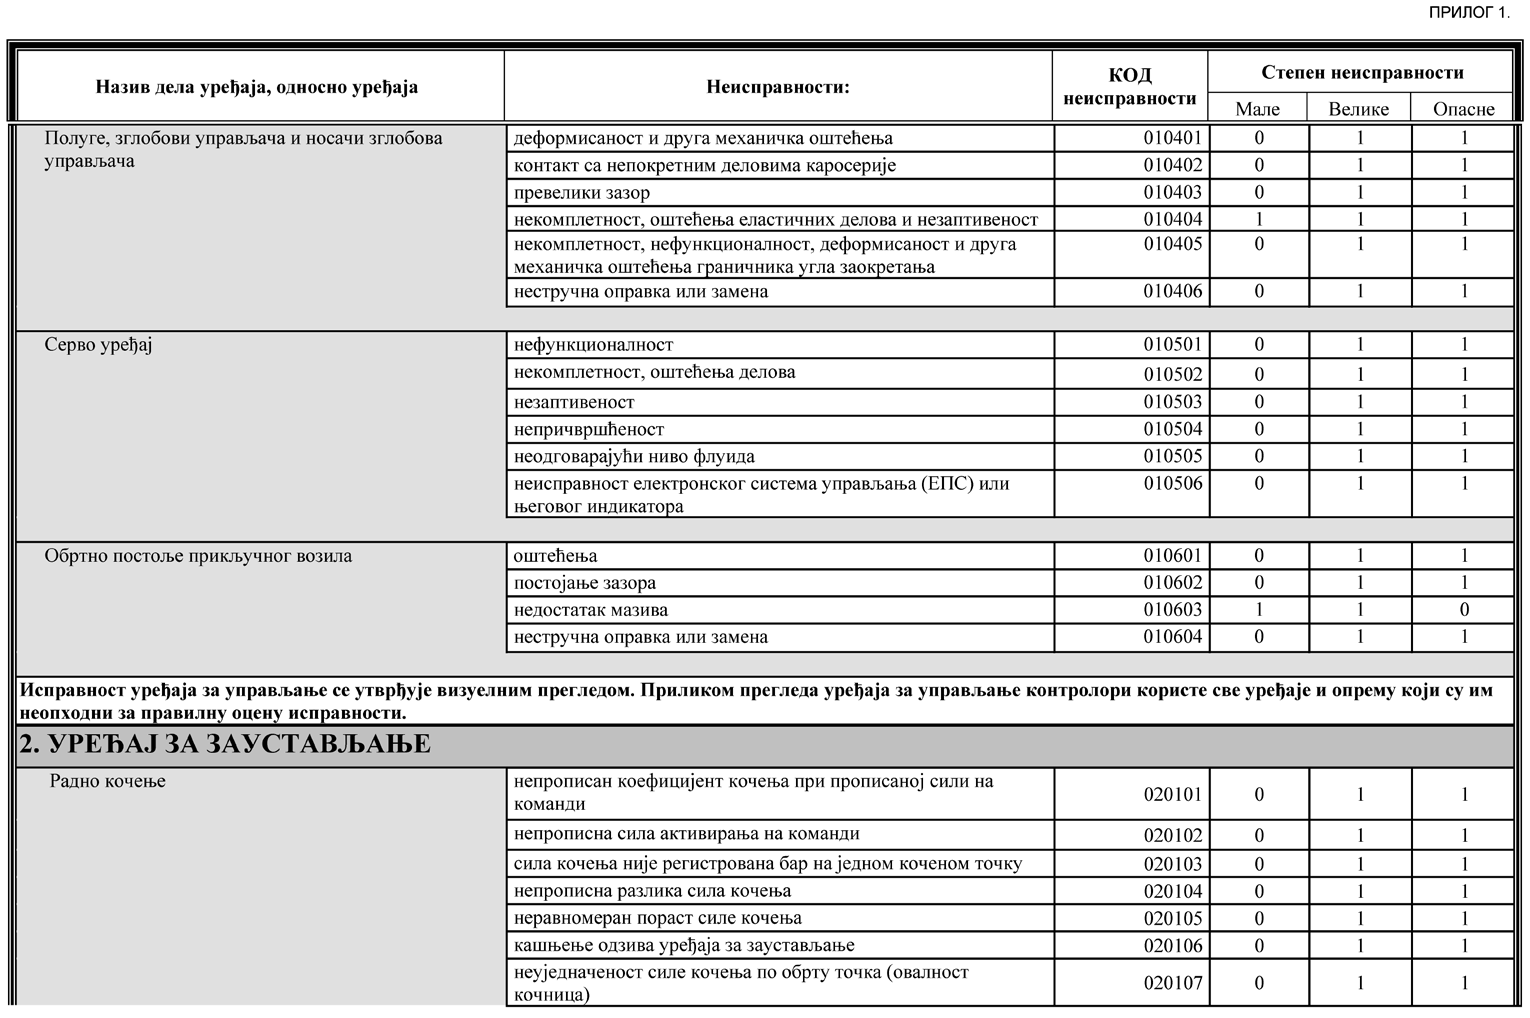 ПРИЛОГ 1.
Назив дела уређаја, односно уређаја Неисправности: КОД неисправности Степен неисправности
Мале Велике Опасне
Полуге, зглобови управљача и носачи зглобова управљача
деформисаност и друга механичка оштећења 010401 0 1 1
контакт са непокретним деловима каросерије 010402 0 1 1
превелики зазор 010403 0 1 1
некомплетност, оштећења еластичних делова и незаптивеност 010404 1 1 1
некомплетност, нефункционалност, деформисаност и друга 010405 0 1 1
механичка оштећења граничника угла заокретања
нестручна оправка или замена 010406 0 1 1
Серво уређај нефункционалност 010501 0 1 1
некомплетност, оштећења делова 010502 0 1 1
незаптивеност 010503 0 1 1
непричвршћеност 010504 0 1 1
неодговарајући ниво флуида 010505 0 1 1
неисправност електронског система управљања (ЕПС) или 010506 0 1 1
његовог индикатора
Обртно постоље прикључног возила оштећења 010601 0 1 1
постојање зазора 010602 0 1 1
недостатак мазива 010603 1 1 0
нестручна оправка или замена 010604 0 1 1
Исправност уређаја за управљање се утврђује визуелним прегледом. Приликом прегледа уређаја за управљање контролори користе све уређаје и опрему који су им
неопходни за правилну оцену исправности.
2. УРЕЂАЈ ЗА ЗАУСТАВЉАЊЕ
Радно кочење непрописан коефицијент кочења при прописаној сили на
команди 020101 0 1 1
непрописна сила активирања на команди 020102 0 1 1
сила кочења није регистрована бар на једном коченом точку 020103 0 1 1
непрописна разлика сила кочења 020104 0 1 1
неравномеран пораст силе кочења 020105 0 1 1
кашњење одзива уређаја за заустављање 020106 0 1 1
неуједначеност силе кочења по обрту точка (овалност
кочница) 020107 0 1 1